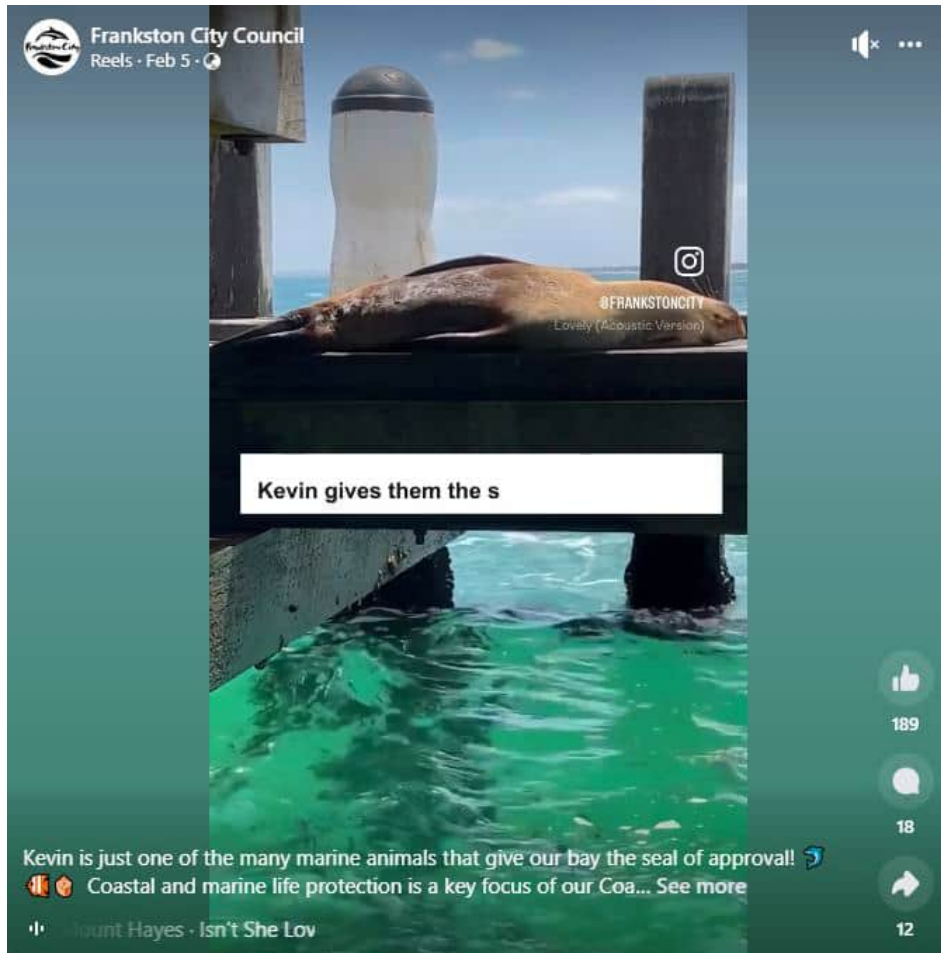 Frankston City Council
Reels · Feb 5 ·
@FRANKSTONCITY
Lovely (Acoustic Version)
Kevin gives them the s
189
18
Kevin is just one of the many marine animals that give our bay the seal of approval!
Coastal and marine life protection is a key focus of our Coa... See more
ount Hayes · Isn't She Lov
12